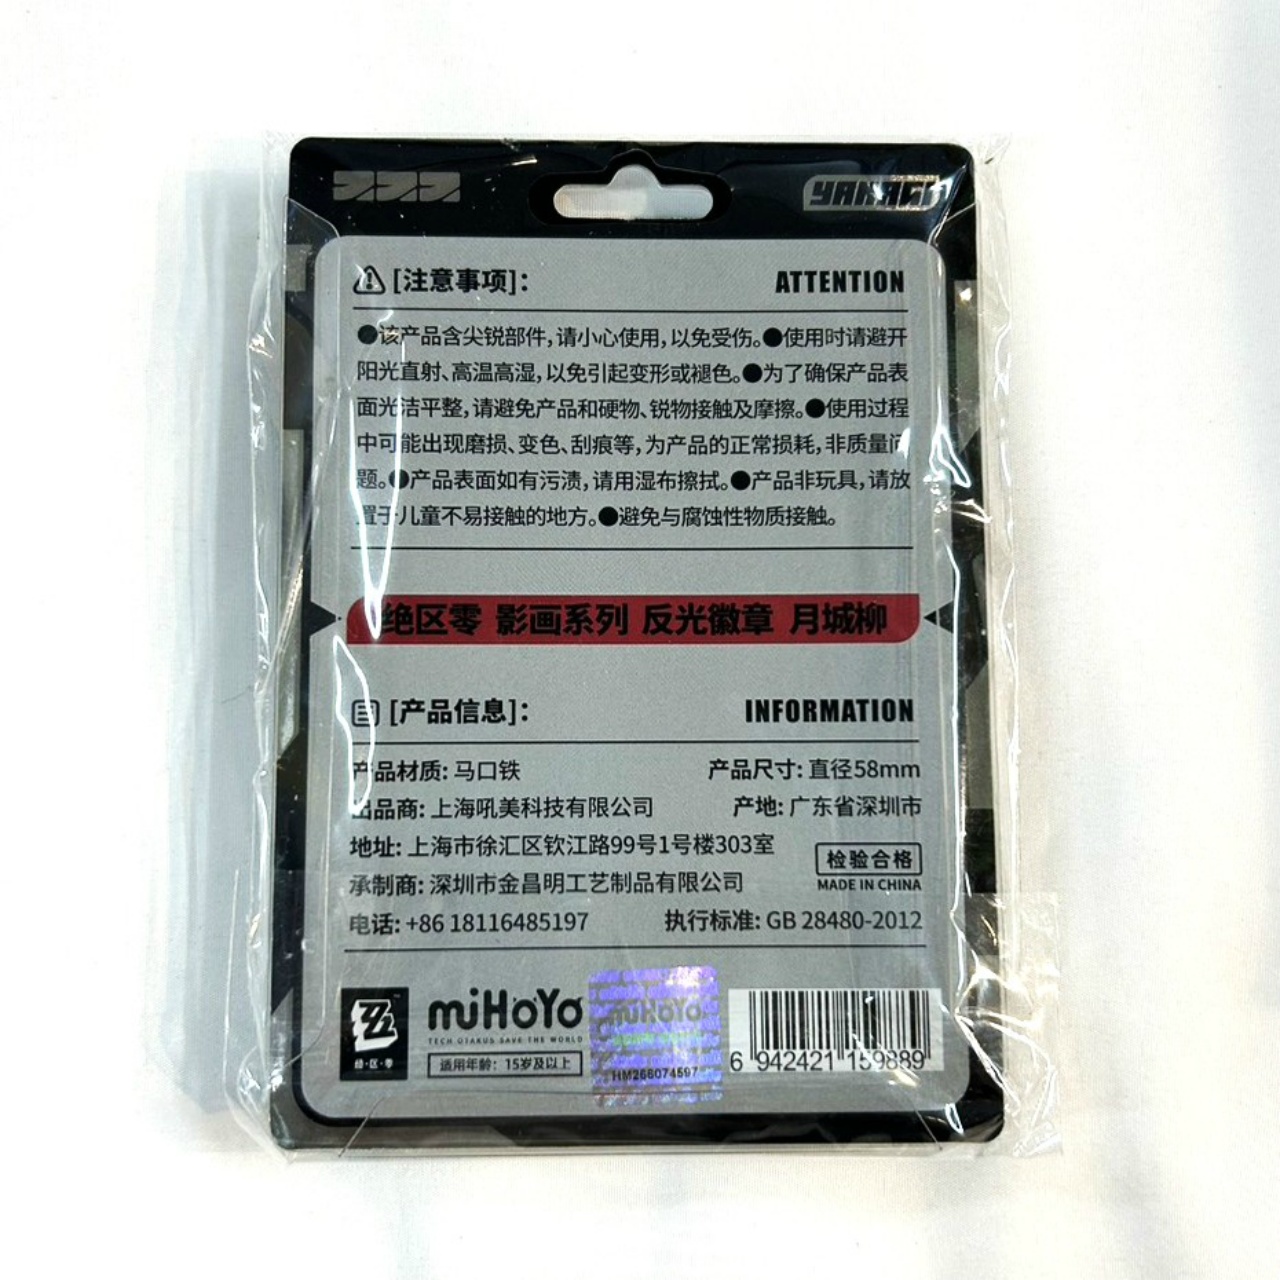 YANAGI
[注意事项]:
ATTENTION
●该产品含尖锐部件,请小心使用,以免受伤。●使用时请避开
阳光直射、高温高湿,以免引起变形或褪色。●为了确保产品表
面光洁平整,请避免产品和硬物、锐物接触及摩擦。●使用过程
中可能出现磨损、变色、刮痕等,为产品的正常损耗,非质量问
题。●产品表面如有污渍,请用湿布擦拭。●产品非玩具,请放
置于儿童不易接触的地方。●避免与腐蚀性物质接触。
绝区零 影画系列 反光徽章 月城柳
[产品信息]:
INFORMATION
产品材质: 马口铁
产品尺寸: 直径58mm
出品商: 上海吼美科技有限公司
产地: 广东省深圳市
地址: 上海市徐汇区钦江路99号1号楼303室
检验合格
MADE IN CHINA
承制商: 深圳市金昌明工艺制品有限公司
电话: +86 18116485197
执行标准: GB 28480-2012
绝·区·零
miHoYo
TECH OTAKUS SAVE THE WORLD
适用年龄: 15岁及以上
miHoYo
HM268074597
6 942421 159889